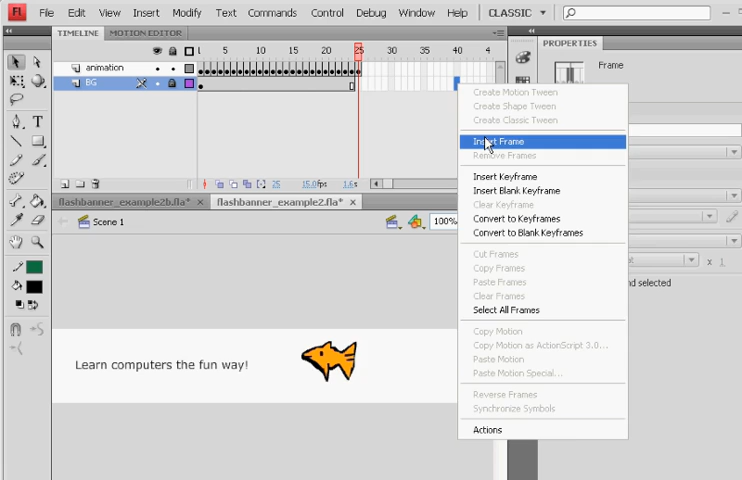 Fl File Edit View Insert Modify Text Commands Control Debug Window Help CLASSIC
TIMELINE MOTION EDITOR
PROPERTIES
5 10 15 20 25 30 35 40 45
Frame
animation
BG
Create Motion Tween
Create Shape Tween
Create Classic Tween
Insert Frame
Remove Frames
Insert Keyframe
Insert Blank Keyframe
Clear Keyframe
Convert to Keyframes
Convert to Blank Keyframes
Cut Frames
Copy Frames
Paste Frames
Clear Frames
Select All Frames
Copy Motion
Copy Motion as ActionScript 3.0...
Paste Motion
Paste Motion Special...
Reverse Frames
Synchronize Symbols
Actions
25 15.0fps 1.6s
flashbanner_example2b.fla* flashbanner_example2.fla*
Scene 1 100%
x 1
nd selected
Learn computers the fun way!